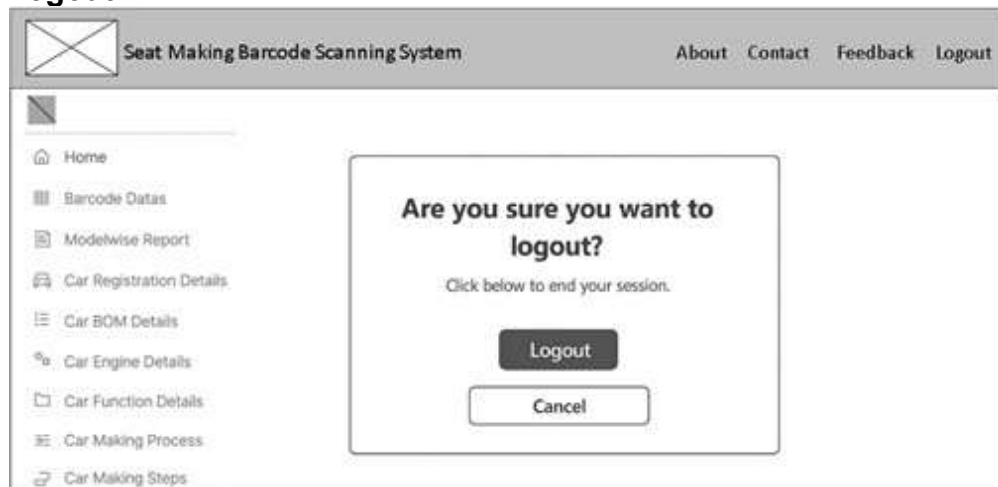 Seat Making Barcode Scanning System
About Contact Feedback Logout
Home
Barcode Datas
Modelwise Report
Car Registration Details
Car BOM Details
Car Engine Details
Car Function Details
Car Making Process
Car Making Steps
Are you sure you want to
logout?
Click below to end your session.
Logout
Cancel